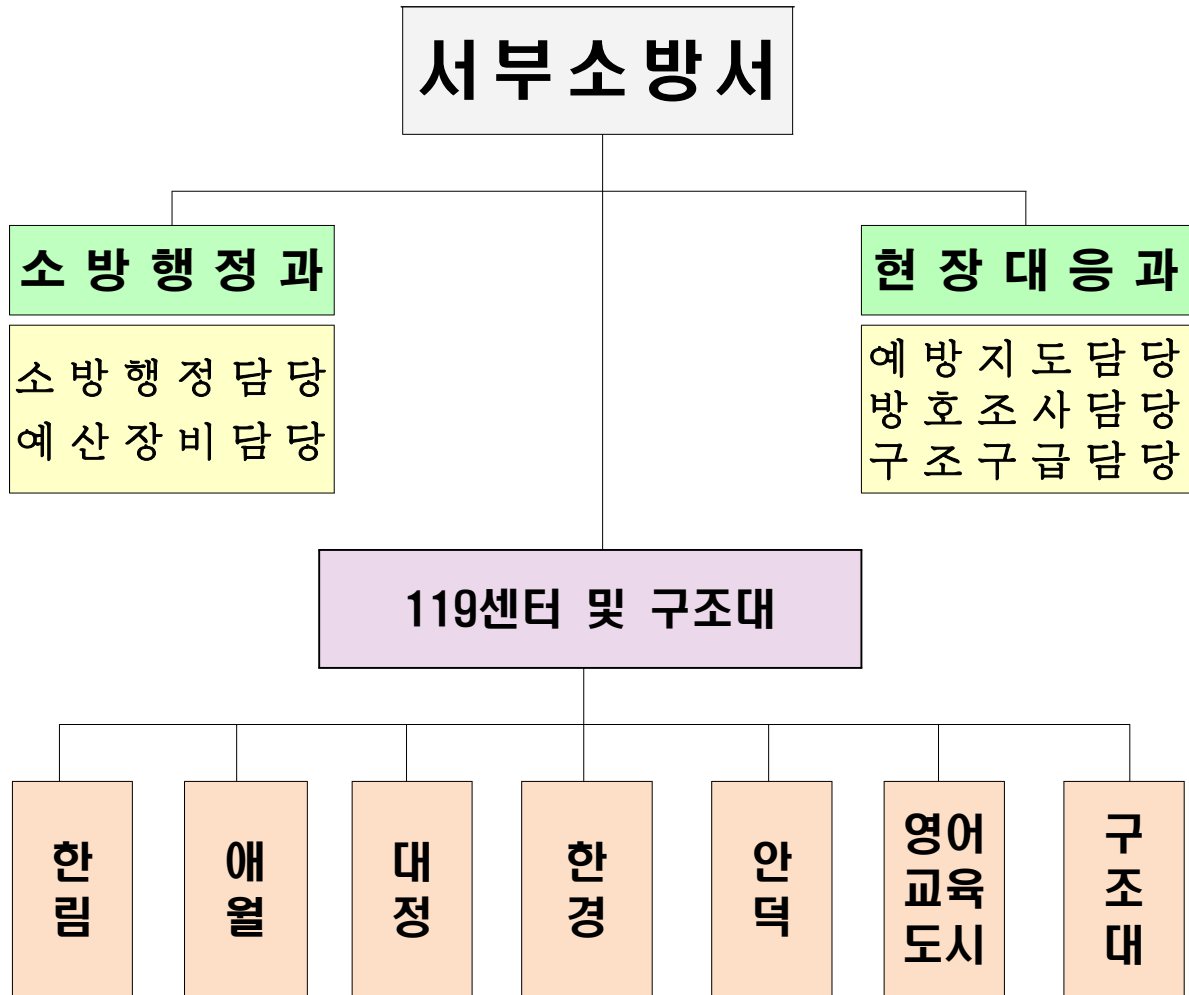 서부소방서
소방행정과
소방행정담당
예산장비담당
현장대응과
예방지도담당
방호조사담당
구조구급담당
119센터 및 구조대
한
림
애
월
대
정
한
경
안
덕
영어
교육
도시
구
조
대